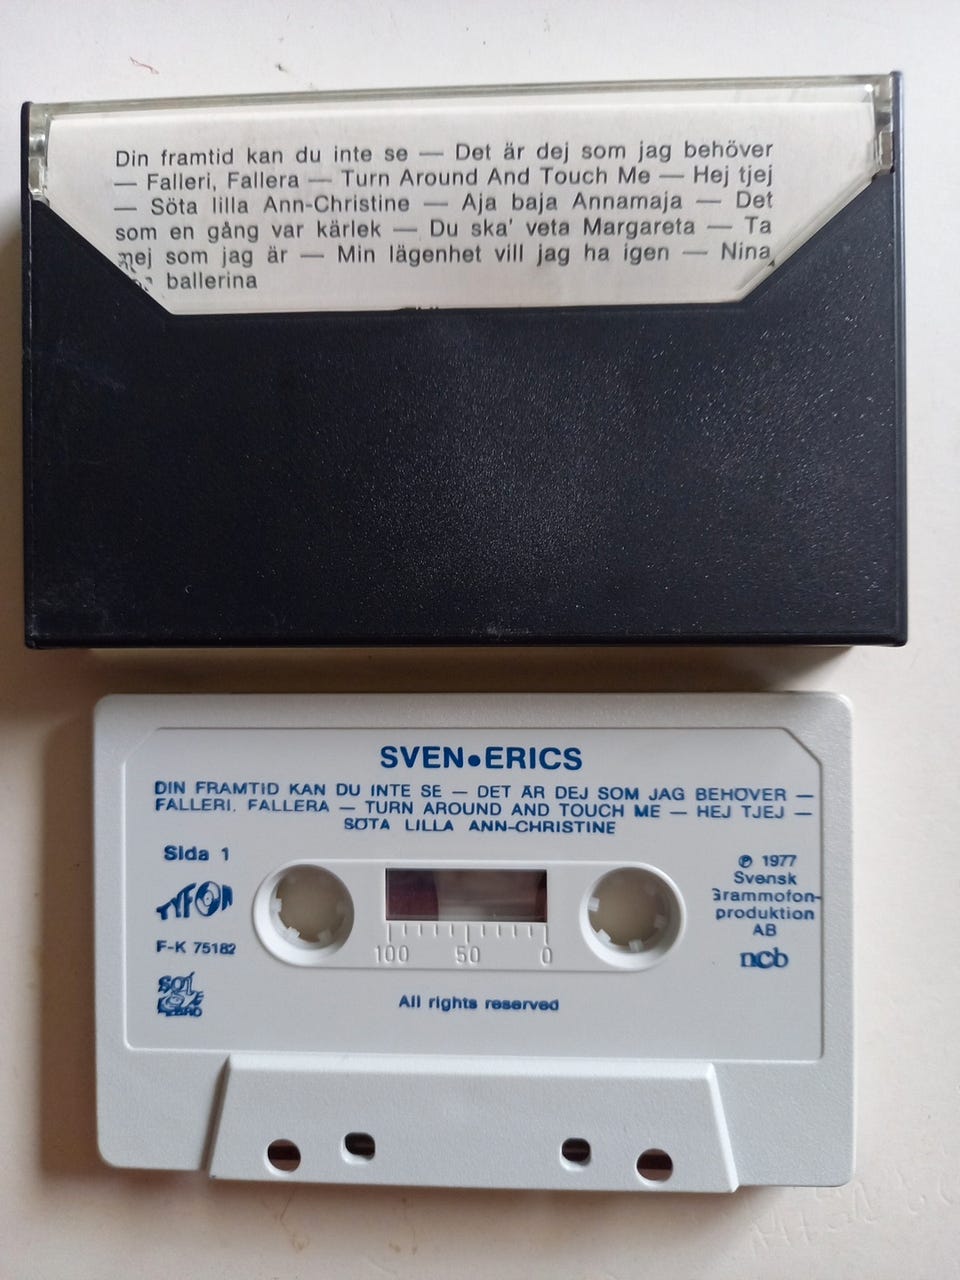 Din framtid kan du inte se — Det är dej som jag behöver
— Falleri, Fallera — Turn Around And Touch Me — Hej tjej
— Söta lilla Ann-Christine — Aja baja Annamaja — Det
som en gång var kärlek — Du ska' veta Margareta — Ta
mej som jag är — Min lägenhet vill jag ha igen — Nina,
ballerina
SVEN•ERICS
DIN FRAMTID KAN DU INTE SE — DET ÄR DEJ SOM JAG BEHÖVER —
FALLERI, FALLERA — TURN AROUND AND TOUCH ME — HEJ TJEJ —
SÖTA LILLA ANN-CHRISTINE
Sida 1
TYFON
F-K 75182
All rights reserved
100 50 0
℗ 1977
Svensk
Grammofon-
produktion
AB
ncb